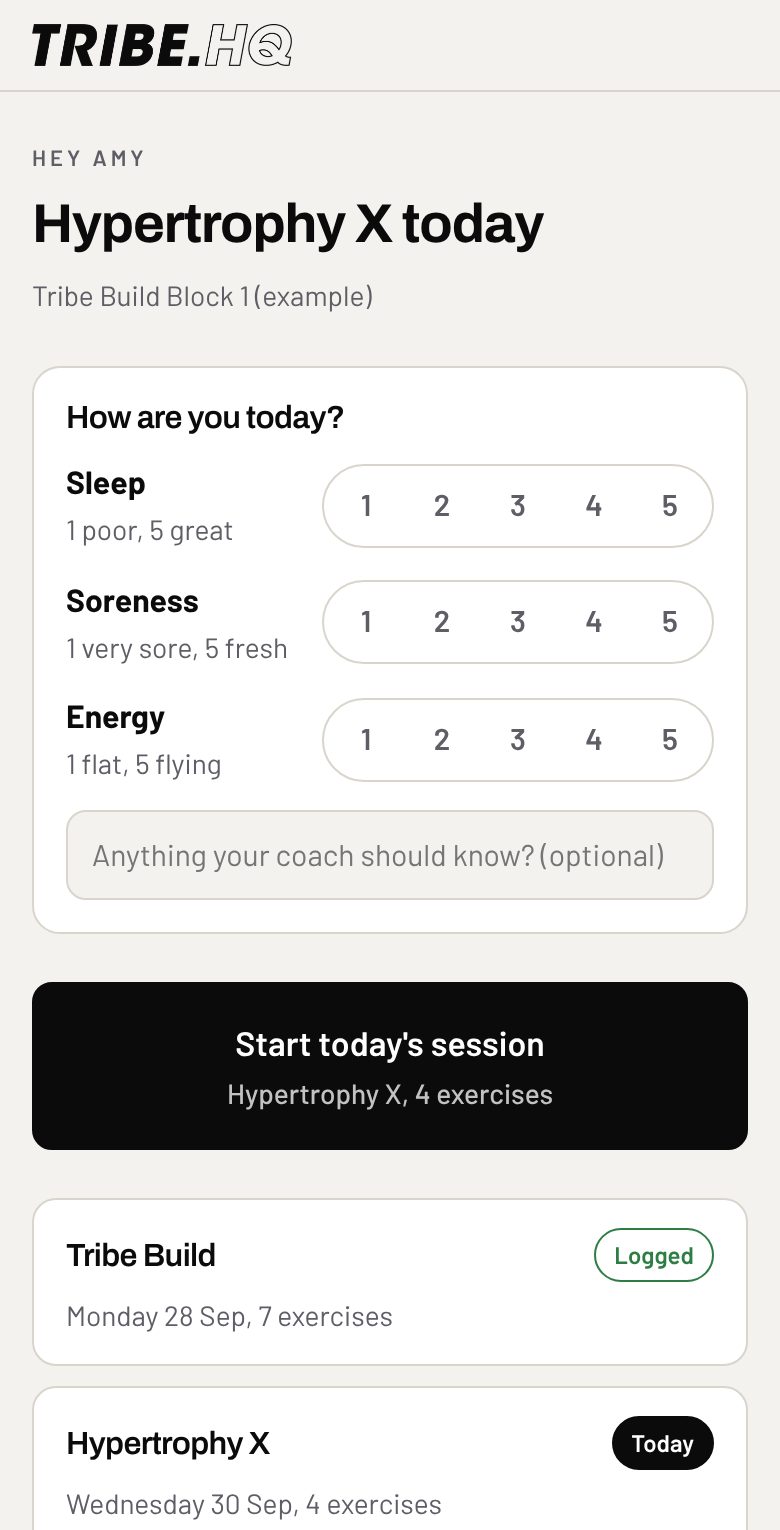 TRIBE.HQ
HEY AMY
Hypertrophy X today
Tribe Build Block 1 (example)
How are you today?
Sleep
1 poor, 5 great
1 2 3 4 5
Soreness
1 very sore, 5 fresh
1 2 3 4 5
Energy
1 flat, 5 flying
1 2 3 4 5
Anything your coach should know? (optional)
Start today's session
Hypertrophy X, 4 exercises
Tribe Build
Logged
Monday 28 Sep, 7 exercises
Hypertrophy X
Today
Wednesday 30 Sep, 4 exercises